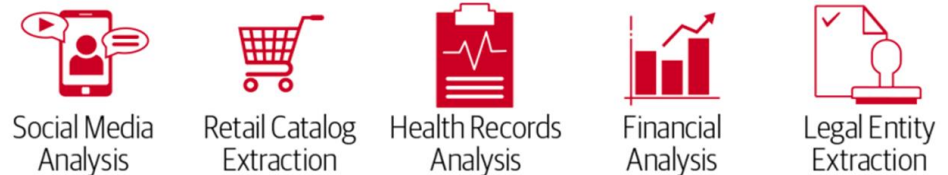 Social Media
Analysis
Retail Catalog
Extraction
Health Records
Analysis
Financial
Analysis
Legal Entity
Extraction